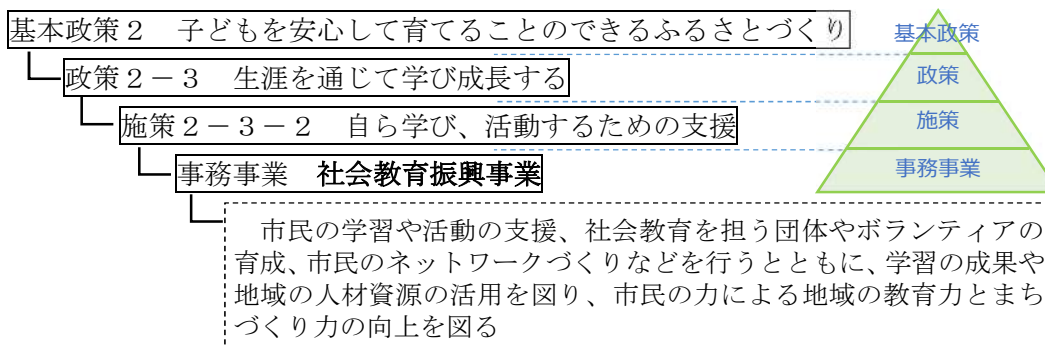 基本政策２　子どもを安心して育てることのできるふるさとづくり
政策２－３　生涯を通じて学び成長する
施策２－３－２　自ら学び、活動するための支援
事務事業　社会教育振興事業
市民の学習や活動の支援、社会教育を担う団体やボランティアの
育成、市民のネットワークづくりなどを行うとともに、学習の成果や
地域の人材資源の活用を図り、市民の力による地域の教育力とまち
づくり力の向上を図る
基本政策
政策
施策
事務事業